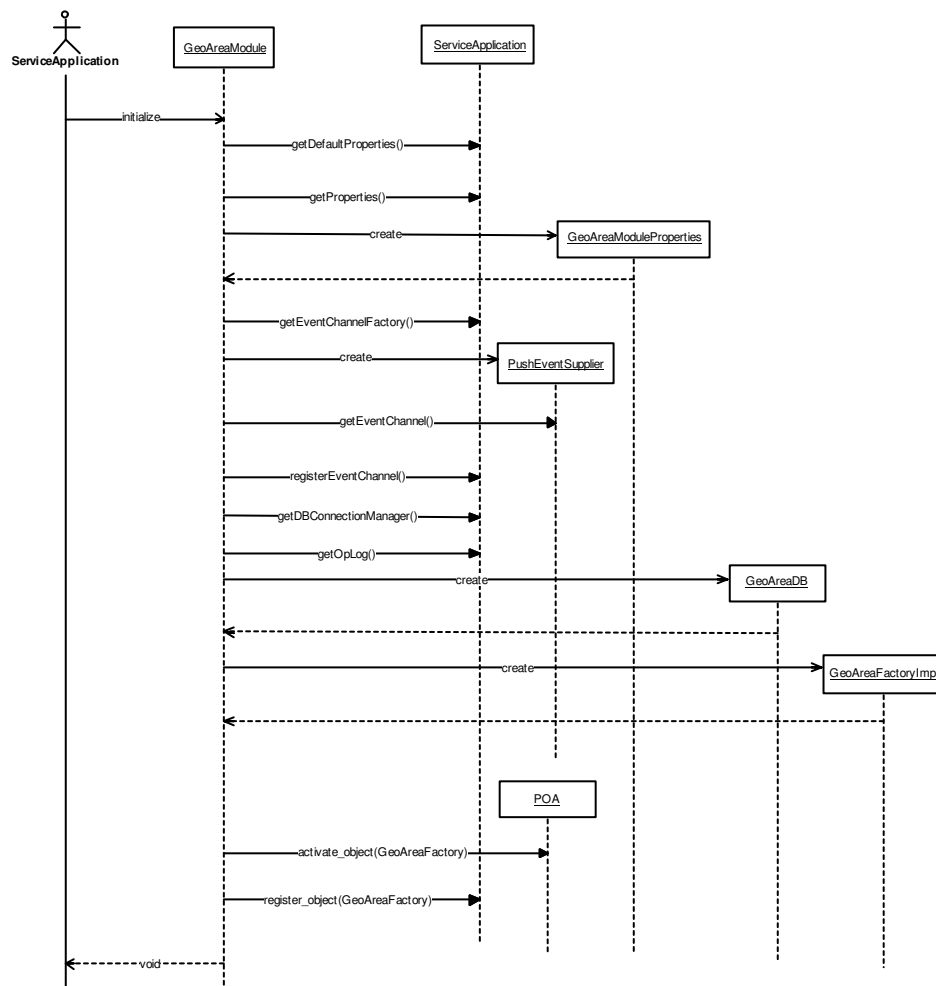 ServiceApplication
GeoAreaModule
ServiceApplication
initialize
getDefaultProperties()
getProperties()
create
GeoAreaModuleProperties
getEventChannelFactory()
create
PushEventSupplier
getEventChannel()
registerEventChannel()
getDBConnectionManager()
getOpLog()
create
GeoAreaDB
create
GeoAreaFactoryImp
POA
activate_object(GeoAreaFactory)
register_object(GeoAreaFactory)
void